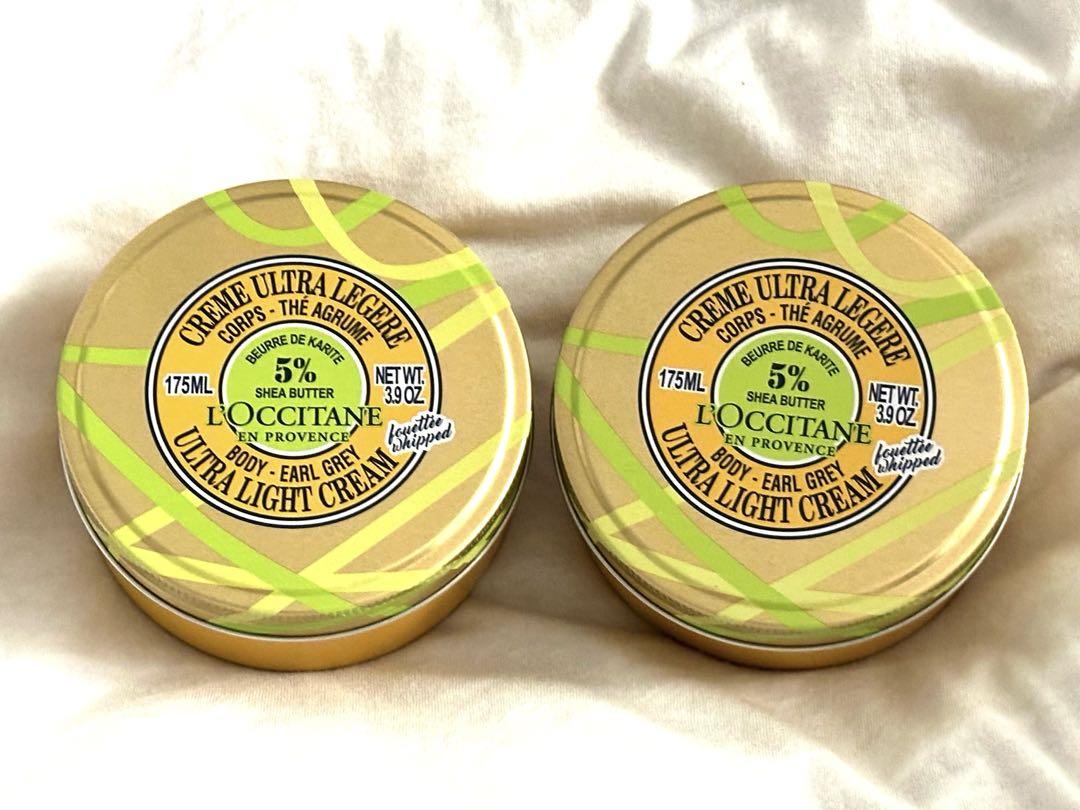 CREME ULTRA LEGERE
CORPS - THÉ AGRUME
BEURRE DE KARITE
5%
SHEA BUTTER
175ML
NET WT.
3.9 OZ.
L'OCCITANE
EN PROVENCE
fouettée
whipped
BODY - EARL GREY
ULTRA LIGHT CREAM
CREME ULTRA LEGERE
CORPS - THÉ AGRUME
BEURRE DE KARITE
5%
SHEA BUTTER
175ML
NET WT.
3.9 OZ.
L'OCCITANE
EN PROVENCE
fouettée
whipped
BODY - EARL GREY
ULTRA LIGHT CREAM